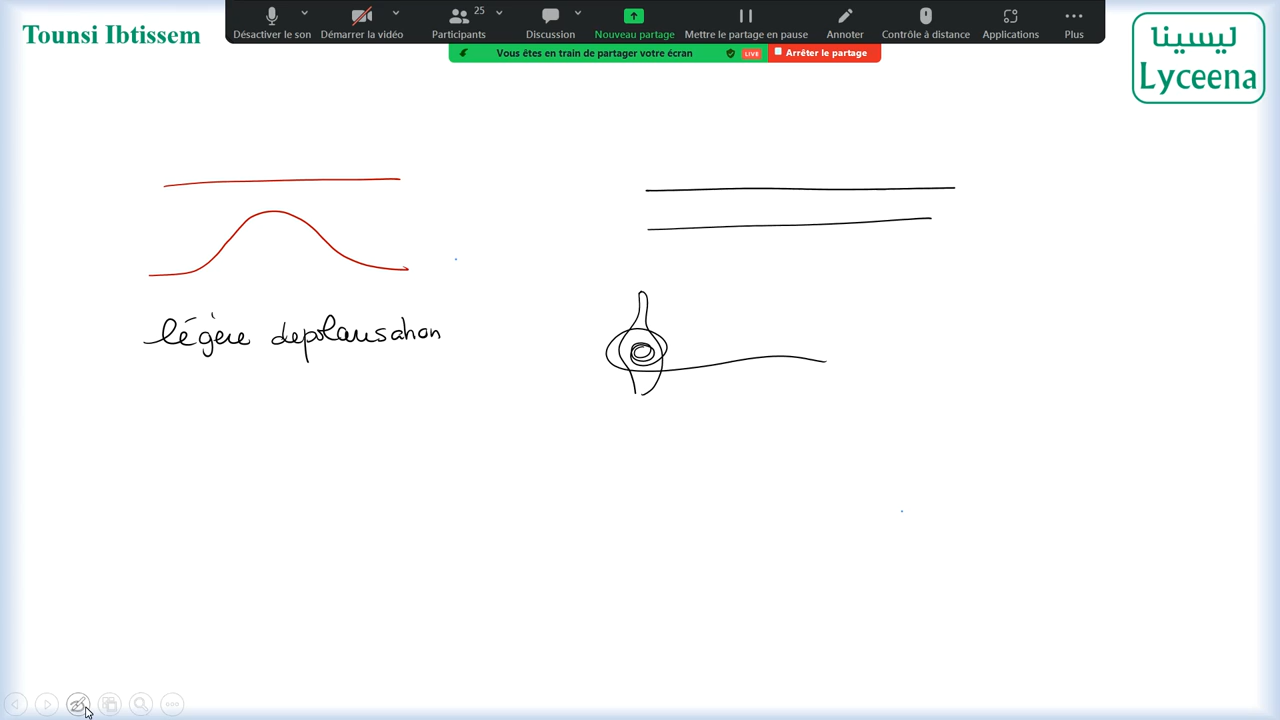 Tounsi Ibtissem
25
Désactiver le son Démarrer la vidéo Participants Discussion Nouveau partage Mettre le partage en pause Annoter Contrôle à distance Applications Plus
Vous êtes en train de partager votre écran LIVE Arrêter le partage
ليسينا
Lyceena
légère depolarisation